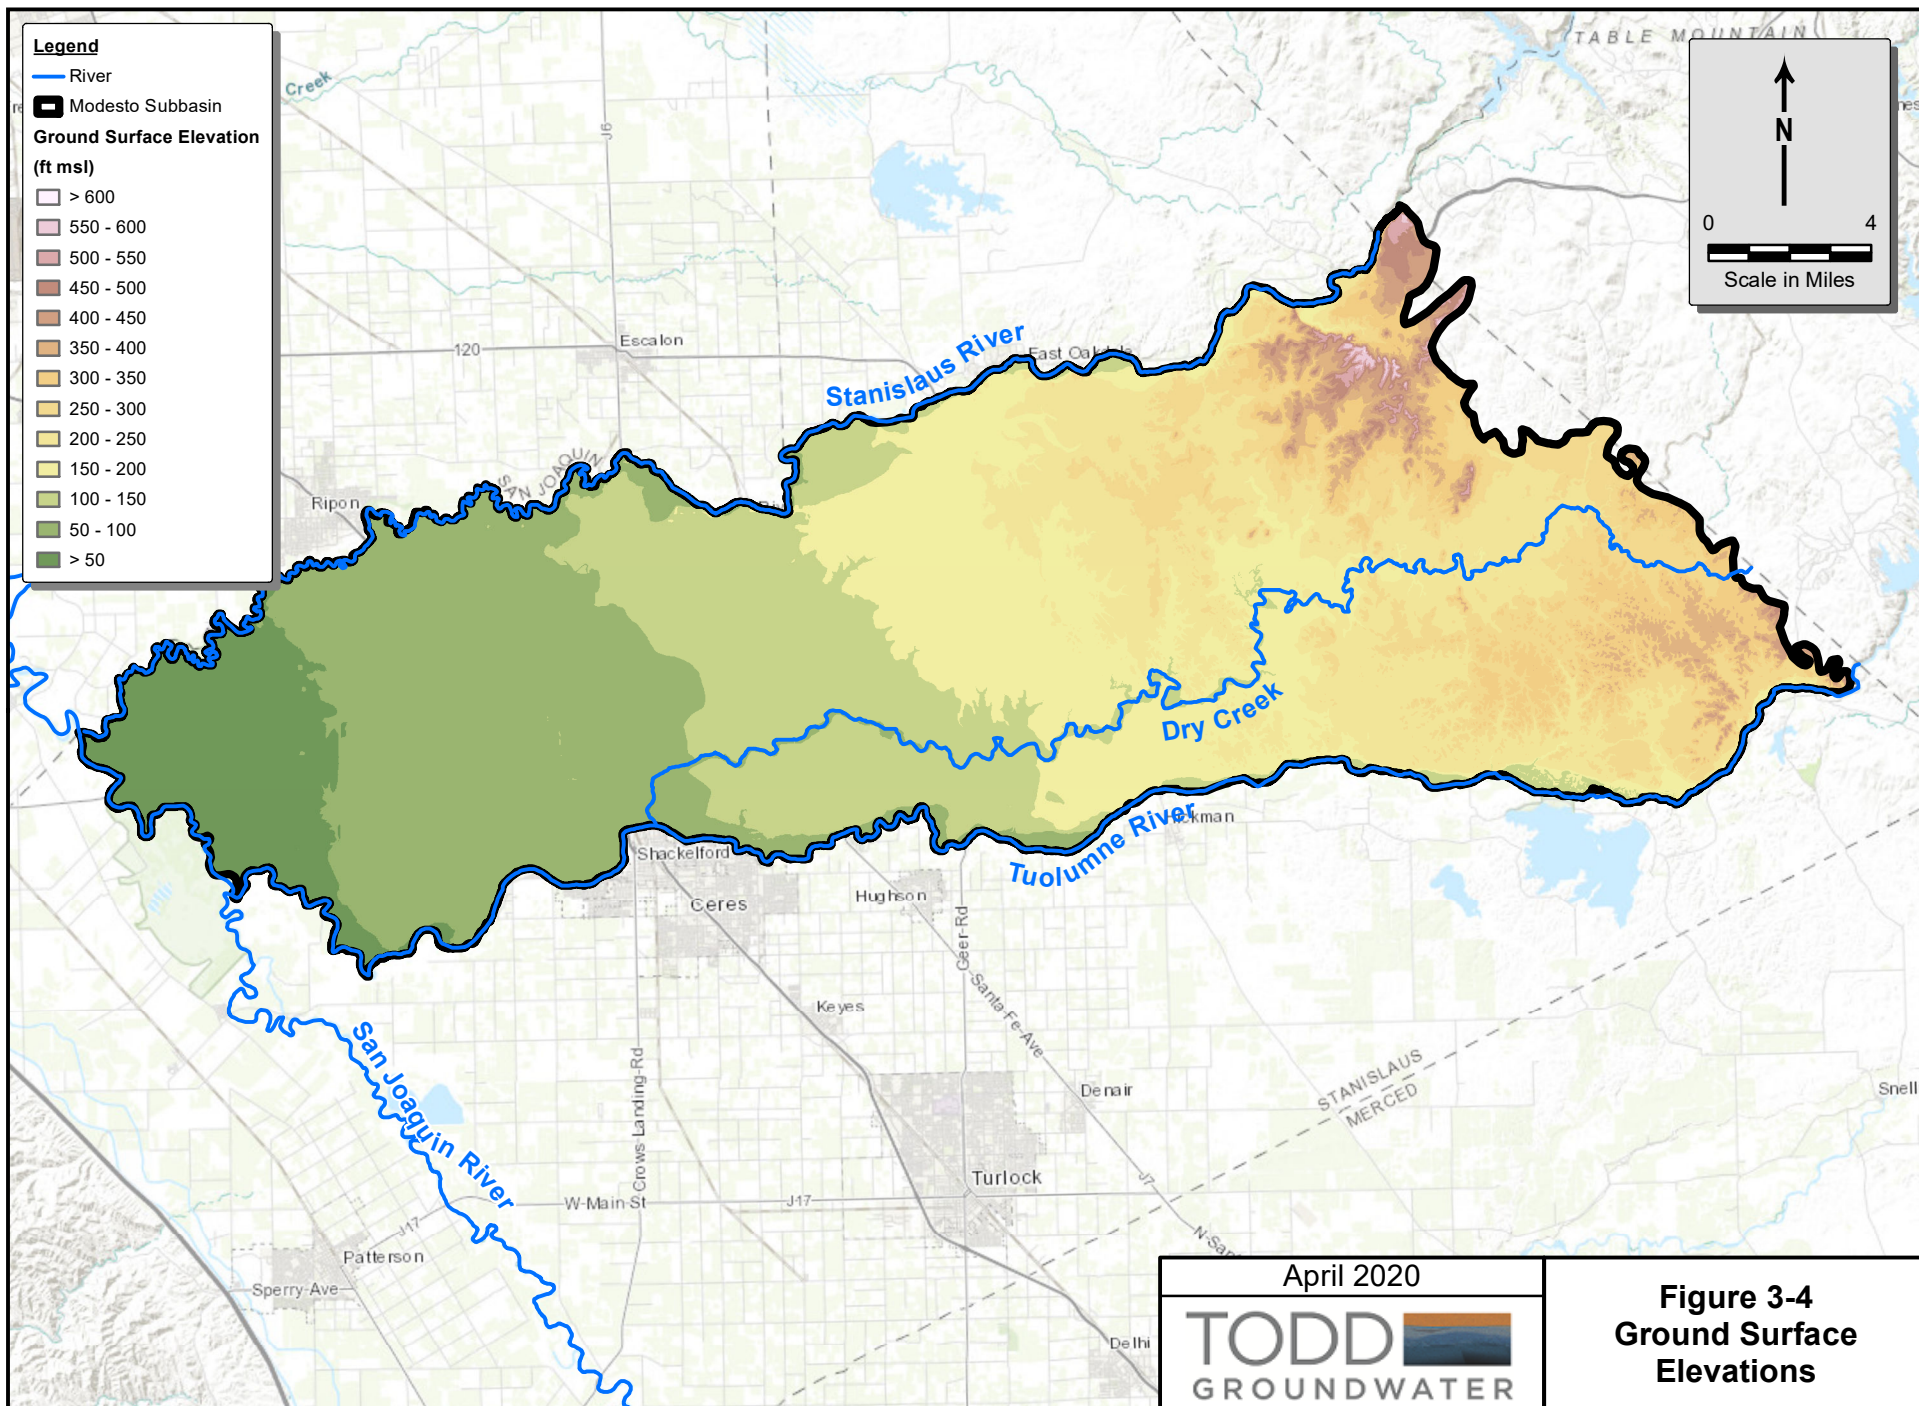 Legend
River
Modesto Subbasin
Ground Surface Elevation
(ft msl)
> 600
550 - 600
500 - 550
450 - 500
400 - 450
350 - 400
300 - 350
250 - 300
200 - 250
150 - 200
100 - 150
50 - 100
> 50
Creek
J6
TABLE MOUNTAIN
N
0 4
Scale in Miles
120
Escalon
East Oakdale
Stanislaus River
SAN JOAQUIN
Ripon
Dry Creek
Tuolumne River
Hickman
Shackelford
Ceres
Hughson
Geer-Rd
Santa-Fe-Ave
Keyes
San Joaquin River
Crows-Landing-Rd
Denair
STANISLAUS
MERCED
Snell
Turlock
W-Main-St
J17
J7
J17
Patterson
Sperry-Ave
Delhi
April 2020
TODD
GROUNDWATER
Figure 3-4
Ground Surface
Elevations